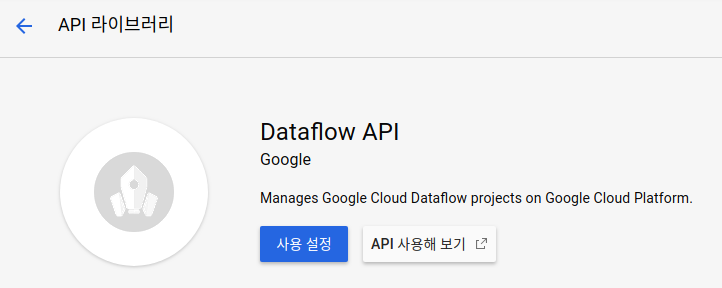 API 라이브러리
Dataflow API
Google
Manages Google Cloud Dataflow projects on Google Cloud Platform.
사용 설정
API 사용해 보기